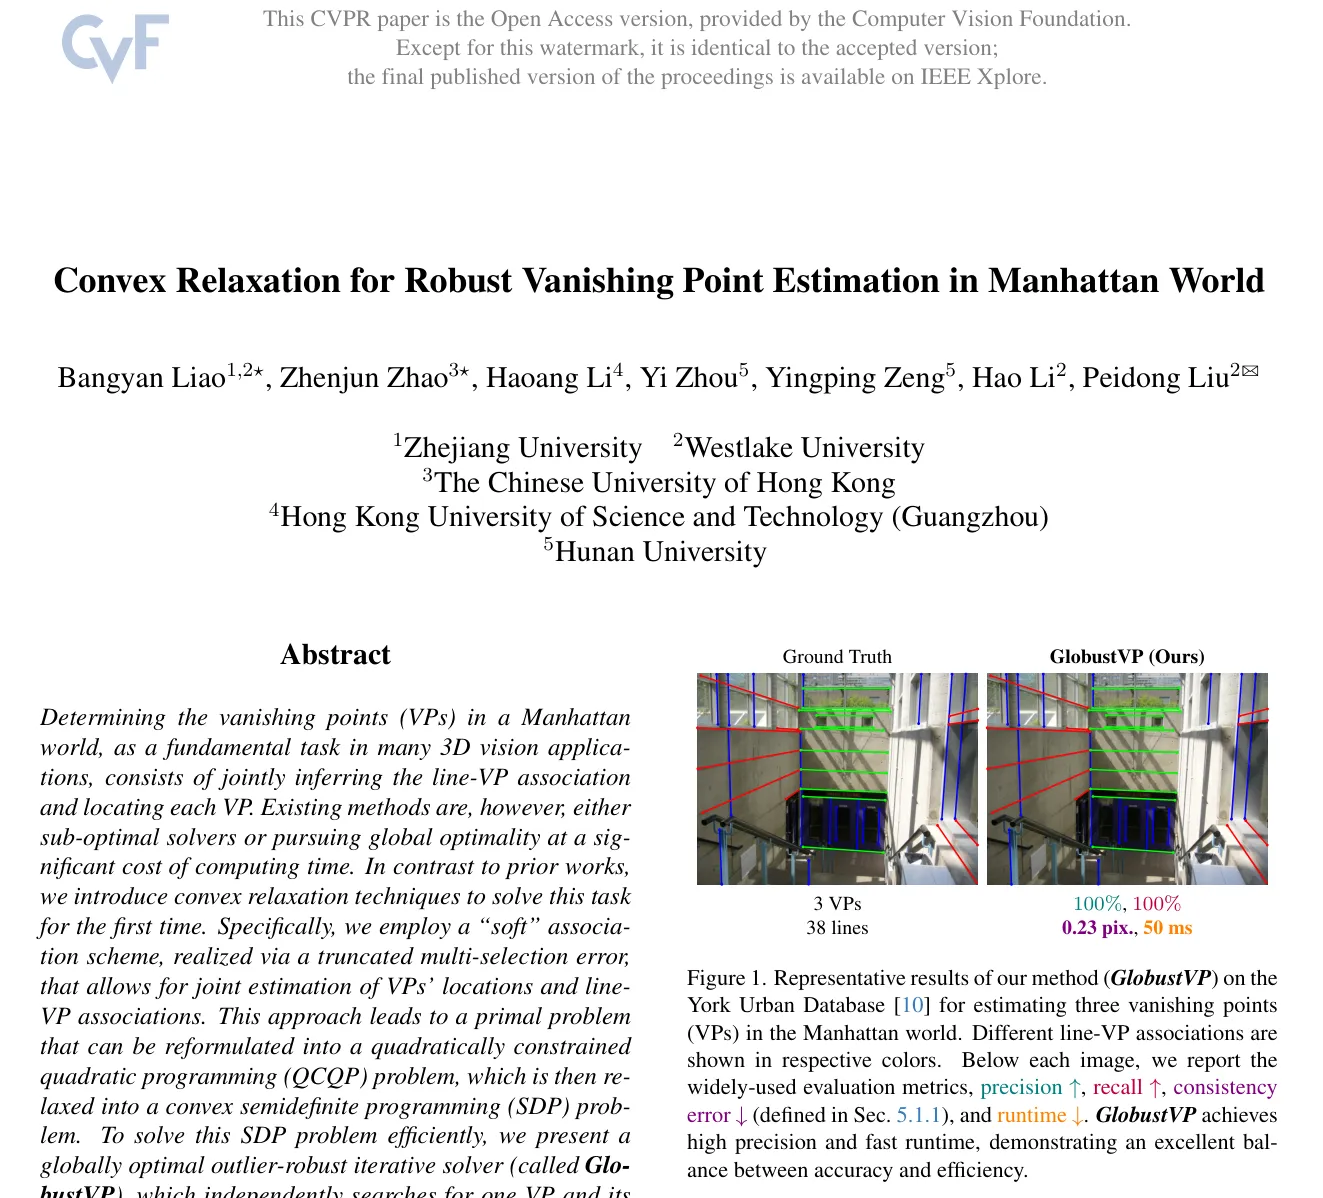 CVF
This CVPR paper is the Open Access version, provided by the Computer Vision Foundation.
Except for this watermark, it is identical to the accepted version;
the final published version of the proceedings is available on IEEE Xplore.
Convex Relaxation for Robust Vanishing Point Estimation in Manhattan World
Bangyan Liao¹,²⋆, Zhenjun Zhao³⋆, Haoang Li⁴, Yi Zhou⁵, Yingping Zeng⁵, Hao Li², Peidong Liu²✉
¹Zhejiang University ²Westlake University
³The Chinese University of Hong Kong
⁴Hong Kong University of Science and Technology (Guangzhou)
⁵Hunan University
Abstract
Determining the vanishing points (VPs) in a Manhattan
world, as a fundamental task in many 3D vision applica-
tions, consists of jointly inferring the line-VP association
and locating each VP. Existing methods are, however, either
sub-optimal solvers or pursuing global optimality at a sig-
nificant cost of computing time. In contrast to prior works,
we introduce convex relaxation techniques to solve this task
for the first time. Specifically, we employ a “soft” associa-
tion scheme, realized via a truncated multi-selection error,
that allows for joint estimation of VPs’ locations and line-
VP associations. This approach leads to a primal problem
that can be reformulated into a quadratically constrained
quadratic programming (QCQP) problem, which is then re-
laxed into a convex semidefinite programming (SDP) prob-
lem. To solve this SDP problem efficiently, we present a
globally optimal outlier-robust iterative solver (called Glo-
bustVP), which independently searches for one VP and its
Ground Truth
GlobustVP (Ours)
3 VPs
38 lines
100%, 100%
0.23 pix., 50 ms
Figure 1. Representative results of our method (GlobustVP) on the
York Urban Database [10] for estimating three vanishing points
(VPs) in the Manhattan world. Different line-VP associations are
shown in respective colors. Below each image, we report the
widely-used evaluation metrics, precision ↑, recall ↑, consistency
error ↓ (defined in Sec. 5.1.1), and runtime ↓. GlobustVP achieves
high precision and fast runtime, demonstrating an excellent bal-
ance between accuracy and efficiency.